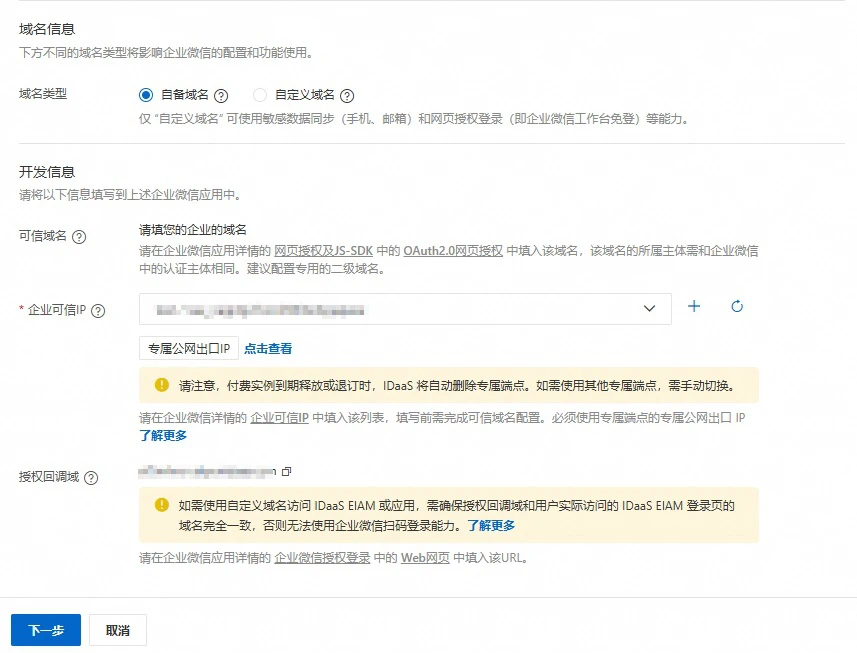 域名信息
下方不同的域名类型将影响企业微信的配置和功能使用。
域名类型 自备域名 自定义域名
仅 “自定义域名” 可使用敏感数据同步（手机、邮箱）和网页授权登录（即企业微信工作台免登）等能力。
开发信息
请将以下信息填写到上述企业微信应用中。
可信域名 请填您的企业的域名
请在企业微信应用详情的 网页授权及JS-SDK 中的 OAuth2.0网页授权 中填入该域名，该域名的所属主体需和企业微信
中的认证主体相同。建议配置专用的二级域名。
* 企业可信IP
专属公网出口IP 点击查看
请注意，付费实例到期释放或退订时，IDaaS 将自动删除专属端点。如需使用其他专属端点，需手动切换。
请在企业微信详情的 企业可信IP 中填入该列表，填写前需完成可信域名配置。必须使用专属端点的专属公网出口 IP
了解更多
授权回调域
如需使用自定义域名访问 IDaaS EIAM 或应用，需确保授权回调域和用户实际访问的 IDaaS EIAM 登录页的
域名完全一致，否则无法使用企业微信扫码登录能力。了解更多
请在企业微信应用详情的 企业微信授权登录 中的 Web网页 中填入该URL。
下一步 取消